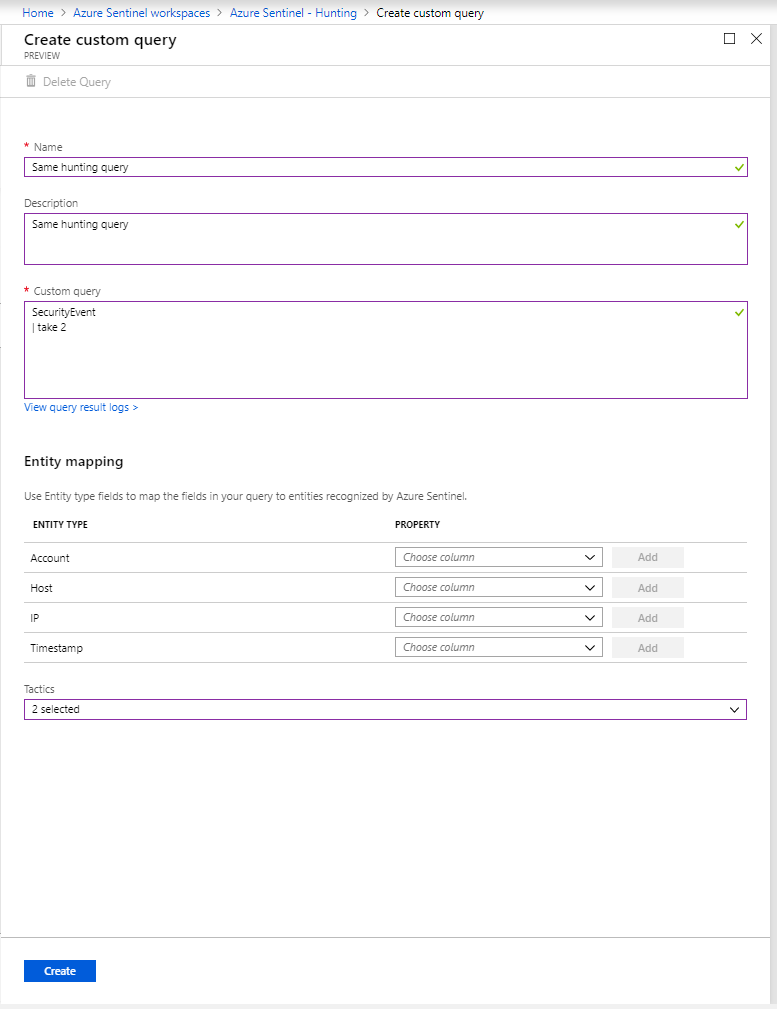 Home > Azure Sentinel workspaces > Azure Sentinel - Hunting > Create custom query
Create custom query
PREVIEW
Delete Query
* Name
Same hunting query
Description
Same hunting query
* Custom query
SecurityEvent
| take 2
View query result logs >
Entity mapping
Use Entity type fields to map the fields in your query to entities recognized by Azure Sentinel.
ENTITY TYPE PROPERTY
Account Choose column Add
Host Choose column Add
IP Choose column Add
Timestamp Choose column Add
Tactics
2 selected
Create